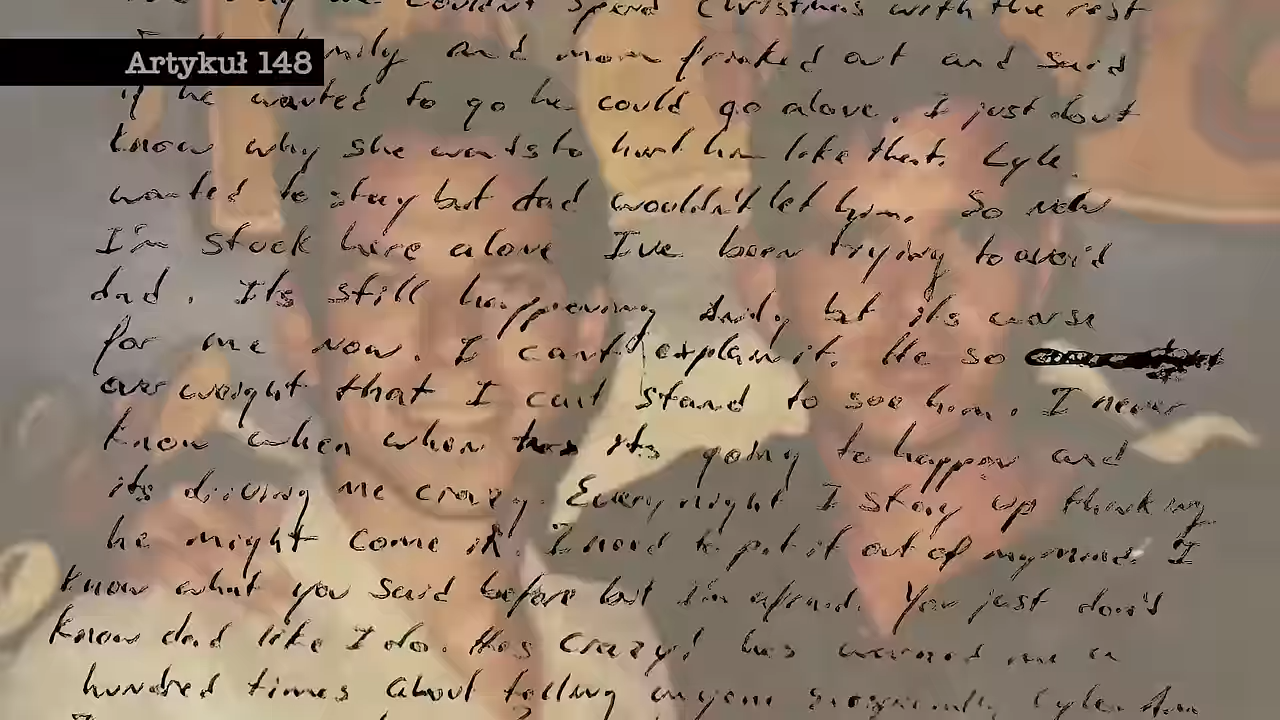 couldn't spend Christmas with the rest
Artykuł 148
family and mom freaked out and said
if he wanted to go he could go alove. I just dout
know why she wants to hurt him like that. Lyle
wanted to stay but dad wouldn't let him. So now
I'm stuck here alone I've been trying to avoid
dad. Its still happening but its worse
for me now. I can't explain it. He so
overweight that I cant stand to see him. I never
know when when its going to happen and
its driving me crazy. Every night I stay up thinking
he might come in. I need to put it out of my mind. I
know what you said before but i'm afraid. You just don't
know dad like I do. Hes crazy! hes warned me a
hundred times about telling anyone Lyle